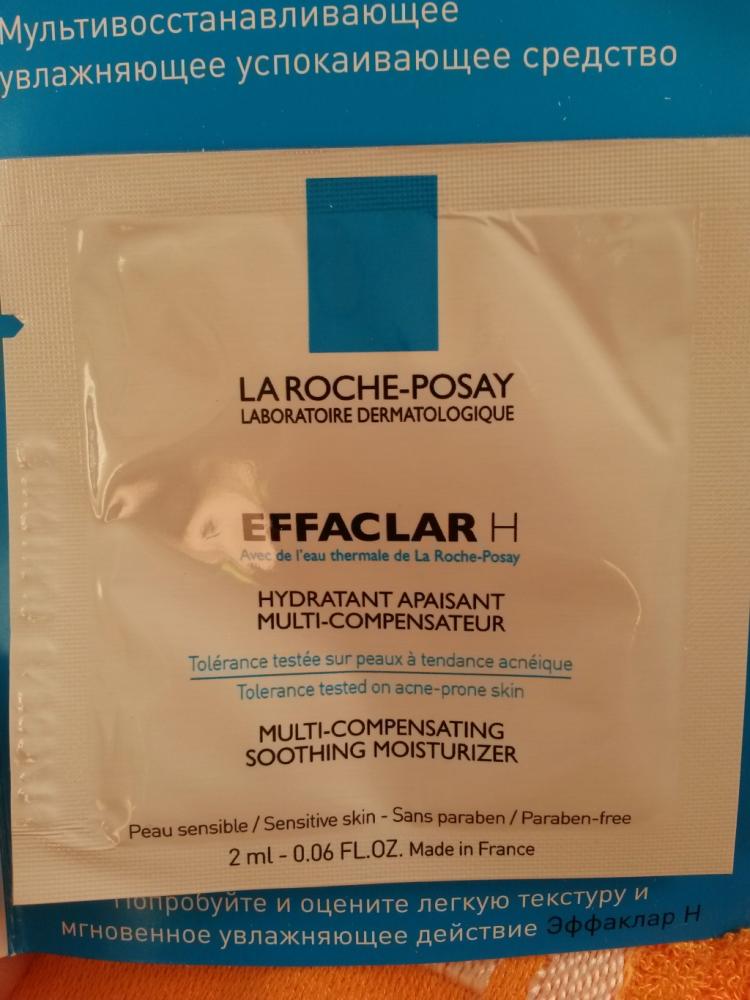 Мультивосстанавливающее
увлажняющее успокаивающее средство
LA ROCHE-POSAY
LABORATOIRE DERMATOLOGIQUE
EFFACLAR H
Avec de l'eau thermale de La Roche-Posay
HYDRATANT APAISANT
MULTI-COMPENSATEUR
Tolérance testée sur peaux à tendance acnéique
Tolerance tested on acne-prone skin
MULTI-COMPENSATING
SOOTHING MOISTURIZER
Peau sensible / Sensitive skin - Sans paraben / Paraben-free
2 ml - 0.06 FL.OZ. Made in France
Попробуйте и оцените легкую текстуру и
мгновенное увлажняющее действие Эффаклар H